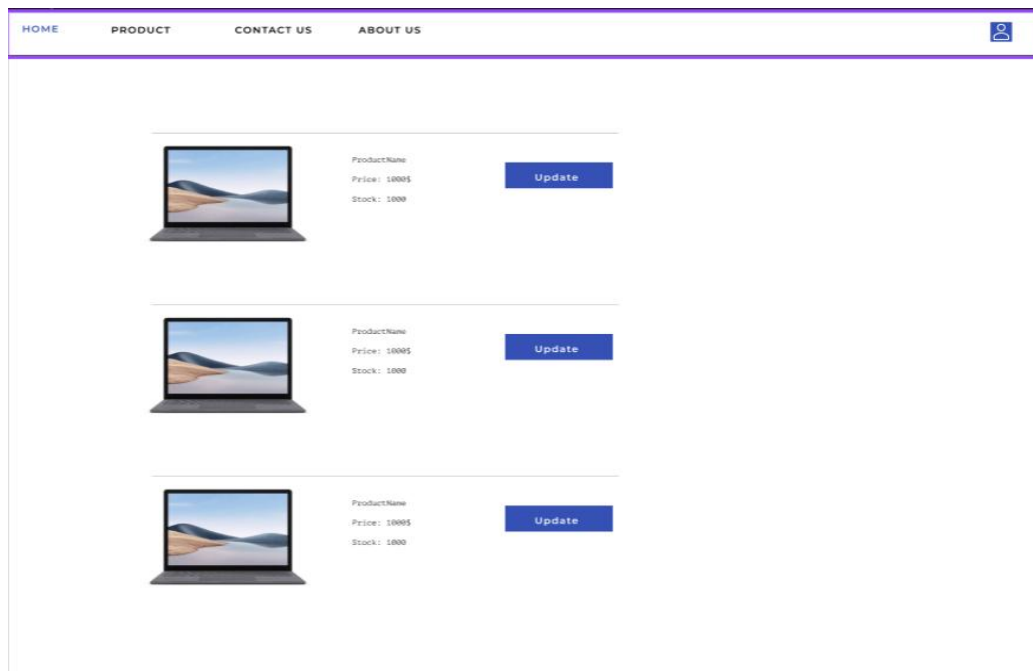 HOME PRODUCT CONTACT US ABOUT US
ProductName
Price: 1000$
Stock: 1000
Update
ProductName
Price: 1000$
Stock: 1000
Update
ProductName
Price: 1000$
Stock: 1000
Update